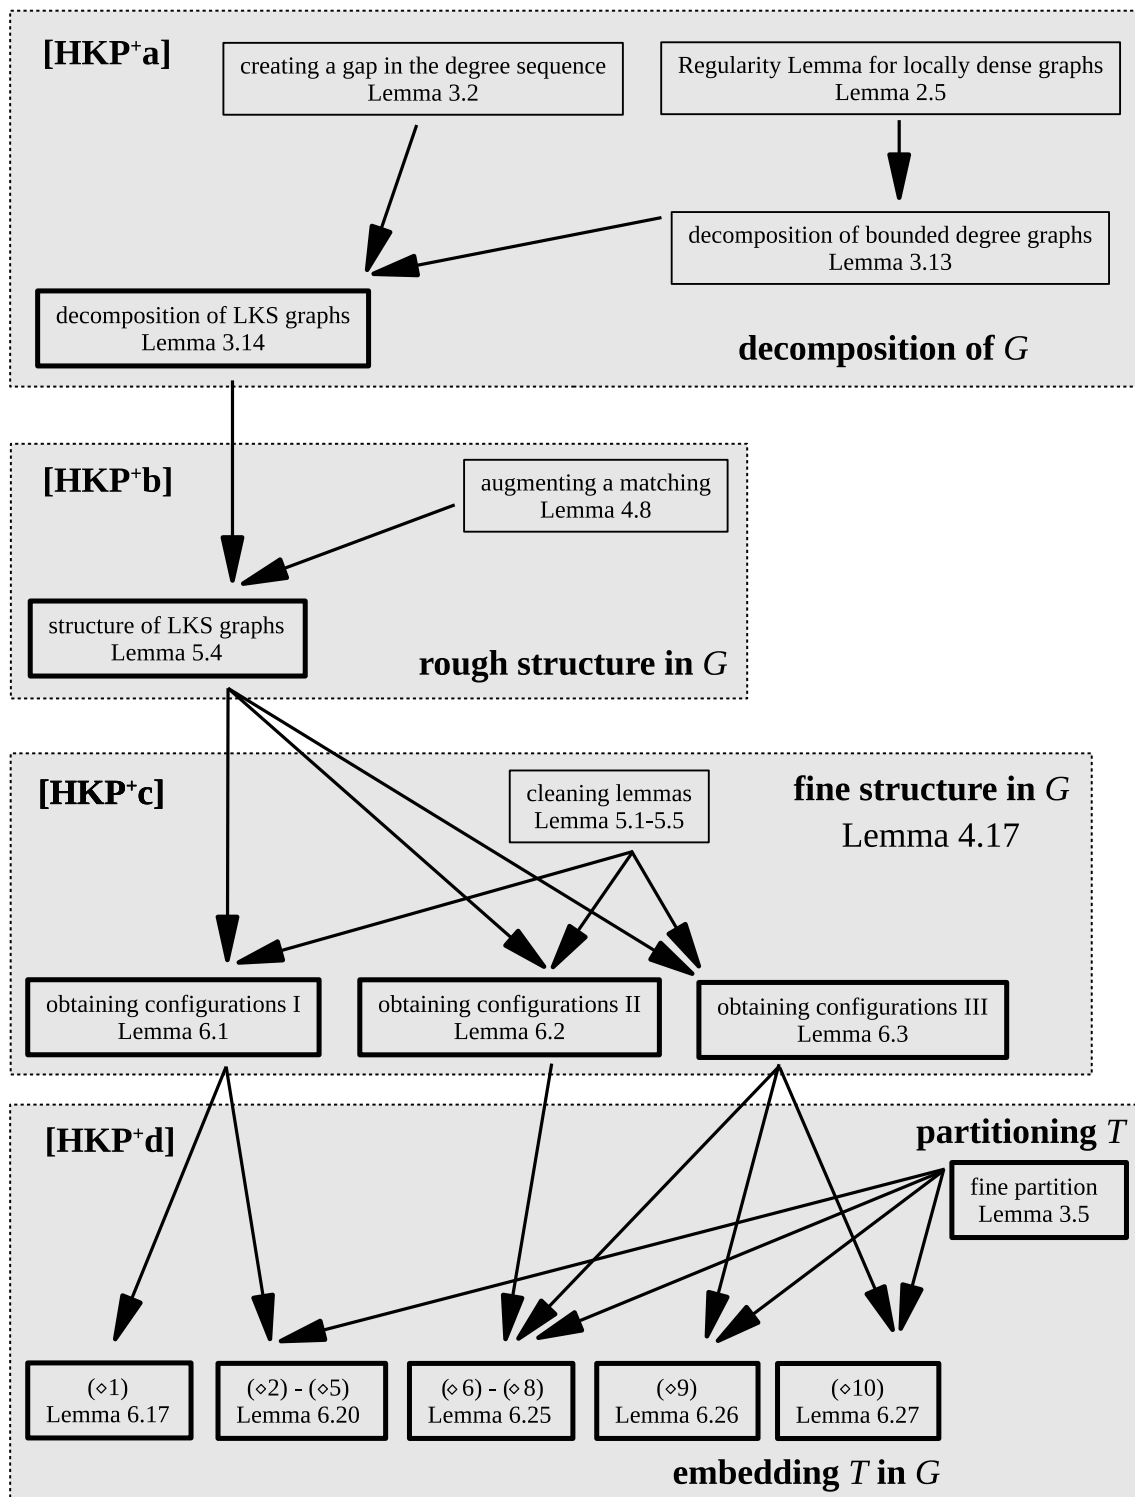 [HKP+a]
creating a gap in the degree sequence
Lemma 3.2
Regularity Lemma for locally dense graphs
Lemma 2.5
decomposition of bounded degree graphs
Lemma 3.13
decomposition of LKS graphs
Lemma 3.14
decomposition of G
[HKP+b]
augmenting a matching
Lemma 4.8
structure of LKS graphs
Lemma 5.4
rough structure in G
[HKP+c]
cleaning lemmas
Lemma 5.1-5.5
fine structure in G
Lemma 4.17
obtaining configurations I
Lemma 6.1
obtaining configurations II
Lemma 6.2
obtaining configurations III
Lemma 6.3
[HKP+d]
partitioning T
fine partition
Lemma 3.5
(⋄1)
Lemma 6.17
(⋄2) - (⋄5)
Lemma 6.20
(⋄6) - (⋄8)
Lemma 6.25
(⋄9)
Lemma 6.26
(⋄10)
Lemma 6.27
embedding T in G